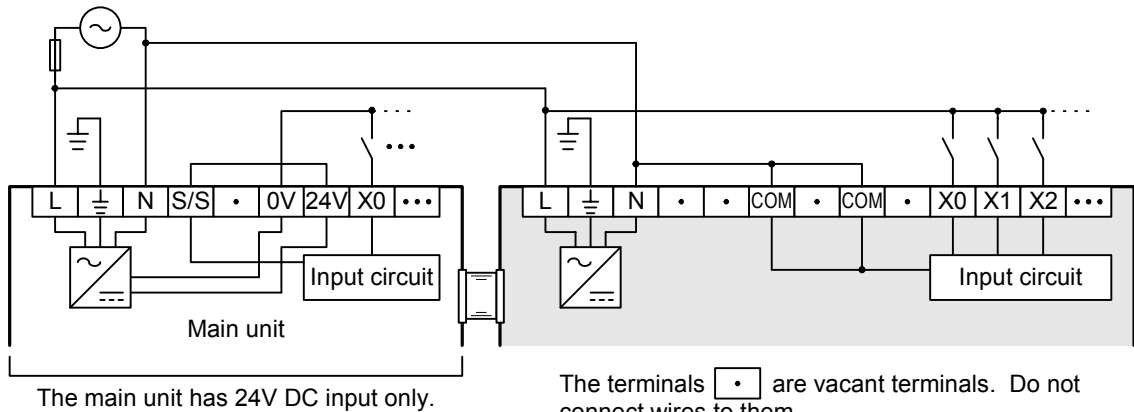 L ⏚ N S/S • 0V 24V X0 •••
L ⏚ N • • COM • COM • X0 X1 X2 •••
Input circuit
Input circuit
Main unit
The main unit has 24V DC input only.
The terminals • are vacant terminals. Do not
connect wires to them.